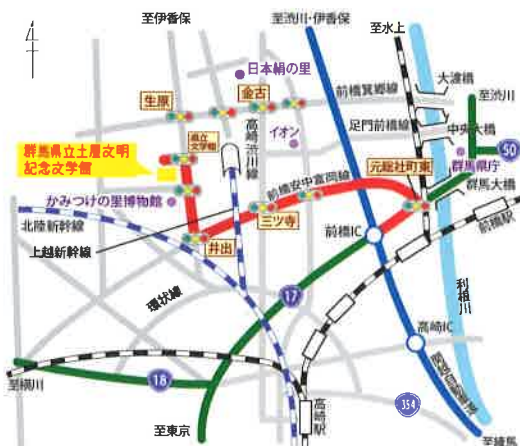 至伊香保
至渋川・伊香保
至水上
日本絹の里
大渡橋
至渋川
生原
金古
前橋箕郷線
足門前橋線
高崎渋川線
県立文学館
イオン
中央大橋
50
群馬県立土屋文明
記念文学館
元総社町東
群馬県庁
前橋安中富岡線
群馬大橋
かみつけの里博物館
三ツ寺
前橋駅
北陸新幹線
井出
前橋IC
上越新幹線
17
利根川
環状線
高崎IC
18
至横川
354
高崎駅
至東京
至練馬